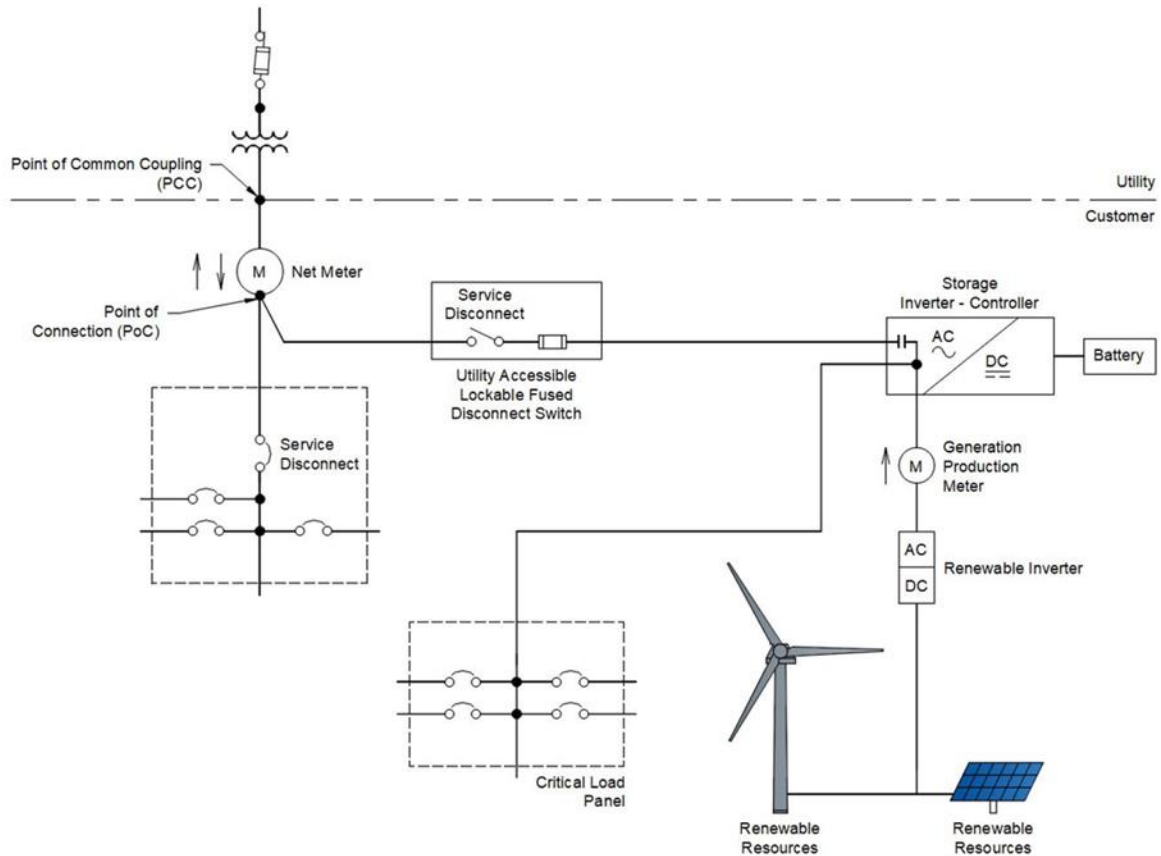 Point of Common Coupling
(PCC)
Utility
Customer
M
Net Meter
Point of
Connection (PoC)
Service
Disconnect
Utility Accessible
Lockable Fused
Disconnect Switch
Storage
Inverter - Controller
AC
DC
Battery
Service
Disconnect
M
Generation
Production
Meter
AC
DC
Renewable Inverter
Critical Load
Panel
Renewable
Resources
Renewable
Resources